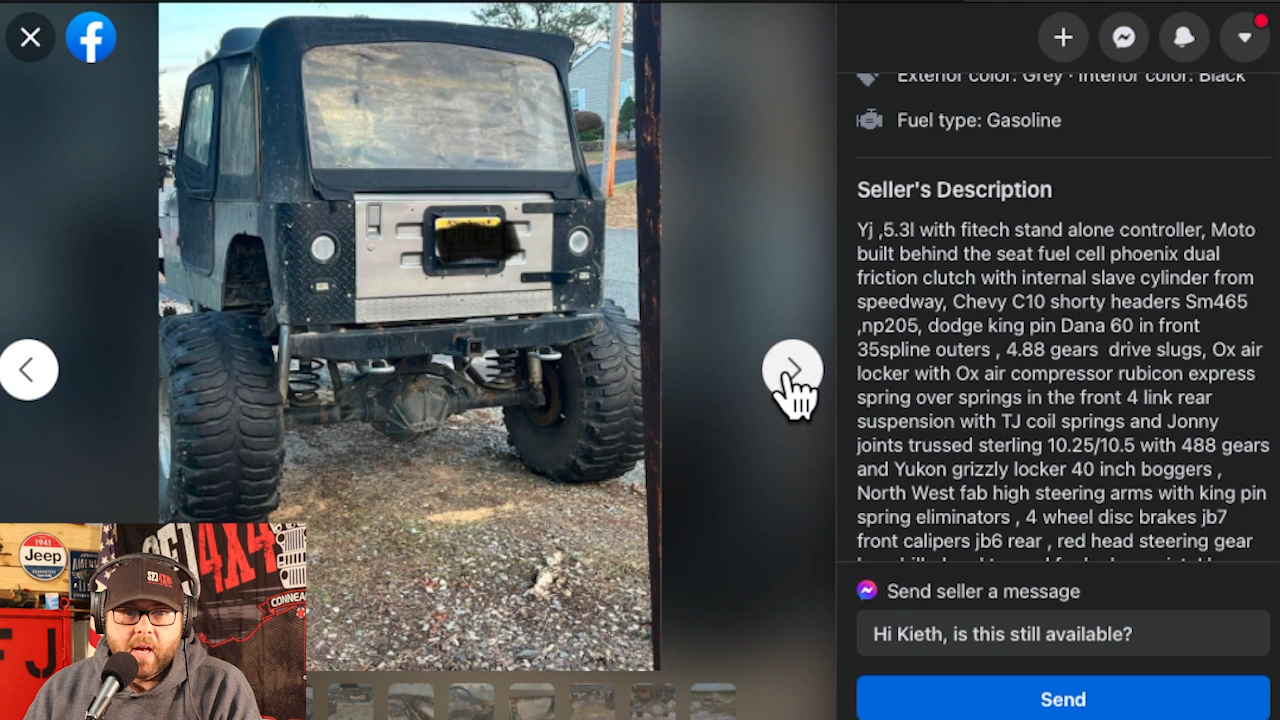 Exterior color: Grey · Interior color: Black
Fuel type: Gasoline
Seller's Description
Yj ,5.3l with fitech stand alone controller, Moto
built behind the seat fuel cell phoenix dual
friction clutch with internal slave cylinder from
speedway, Chevy C10 shorty headers Sm465
,np205, dodge king pin Dana 60 in front
35spline outers , 4.88 gears  drive slugs, Ox air
locker with Ox air compressor rubicon express
spring over springs in the front 4 link rear
suspension with TJ coil springs and Jonny
joints trussed sterling 10.25/10.5 with 488 gears
and Yukon grizzly locker 40 inch boggers ,
North West fab high steering arms with king pin
spring eliminators , 4 wheel disc brakes jb7
front calipers jb6 rear , red head steering gear
Send seller a message
Hi Kieth, is this still available?
Send
1941
Jeep
4X4
FJ